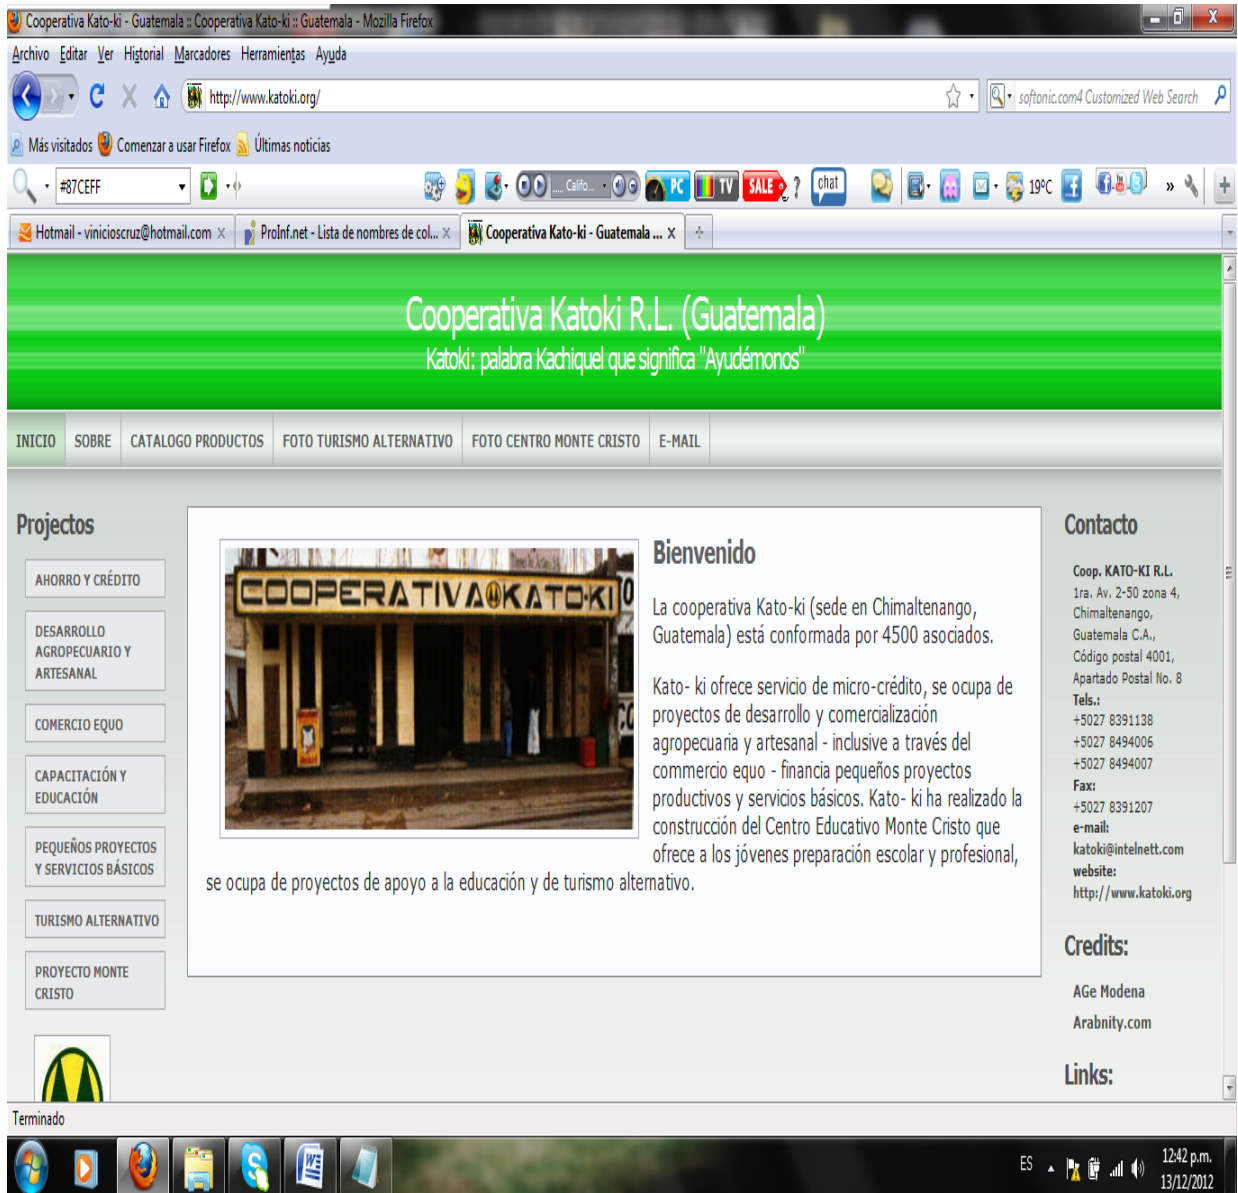 Cooperativa Kato-ki - Guatemala :: Cooperativa Kato-ki :: Guatemala - Mozilla Firefox
Archivo Editar Ver Historial Marcadores Herramientas Ayuda
http://www.katoki.org/
softonic.com4 Customized Web Search
Más visitados Comenzar a usar Firefox Últimas noticias
#87CEFF
.... Califo...
PC
TV
SALE
?
chat
19ºC
»
Hotmail - vinicioscruz@hotmail.com
ProInf.net - Lista de nombres de col...
Cooperativa Kato-ki - Guatemala ...
Cooperativa Katoki R.L. (Guatemala)
Katoki: palabra Kachiquel que significa "Ayudémonos"
INICIO
SOBRE
CATALOGO PRODUCTOS
FOTO TURISMO ALTERNATIVO
FOTO CENTRO MONTE CRISTO
E-MAIL
Projectos
AHORRO Y CRÉDITO
DESARROLLO
AGROPECUARIO Y
ARTESANAL
COMERCIO EQUO
CAPACITACIÓN Y
EDUCACIÓN
PEQUEÑOS PROYECTOS
Y SERVICIOS BÁSICOS
TURISMO ALTERNATIVO
PROYECTO MONTE
CRISTO
COOPERATIVA KATO-KI
Bienvenido
La cooperativa Kato-ki (sede en Chimaltenango,
Guatemala) está conformada por 4500 asociados.
Kato- ki ofrece servicio de micro-crédito, se ocupa de
proyectos de desarrollo y comercialización
agropecuaria y artesanal - inclusive a través del
commercio equo - financia pequeños proyectos
productivos y servicios básicos. Kato- ki ha realizado la
construcción del Centro Educativo Monte Cristo que
ofrece a los jóvenes preparación escolar y profesional,
se ocupa de proyectos de apoyo a la educación y de turismo alternativo.
Contacto
Coop. KATO-KI R.L.
1ra. Av. 2-50 zona 4,
Chimaltenango,
Guatemala C.A.,
Código postal 4001,
Apartado Postal No. 8
Tels.:
+5027 8391138
+5027 8494006
+5027 8494007
Fax:
+5027 8391207
e-mail:
katoki@intelnett.com
website:
http://www.katoki.org
Credits:
AGe Modena
Arabnity.com
Links:
Terminado
ES
12:42 p.m.
13/12/2012